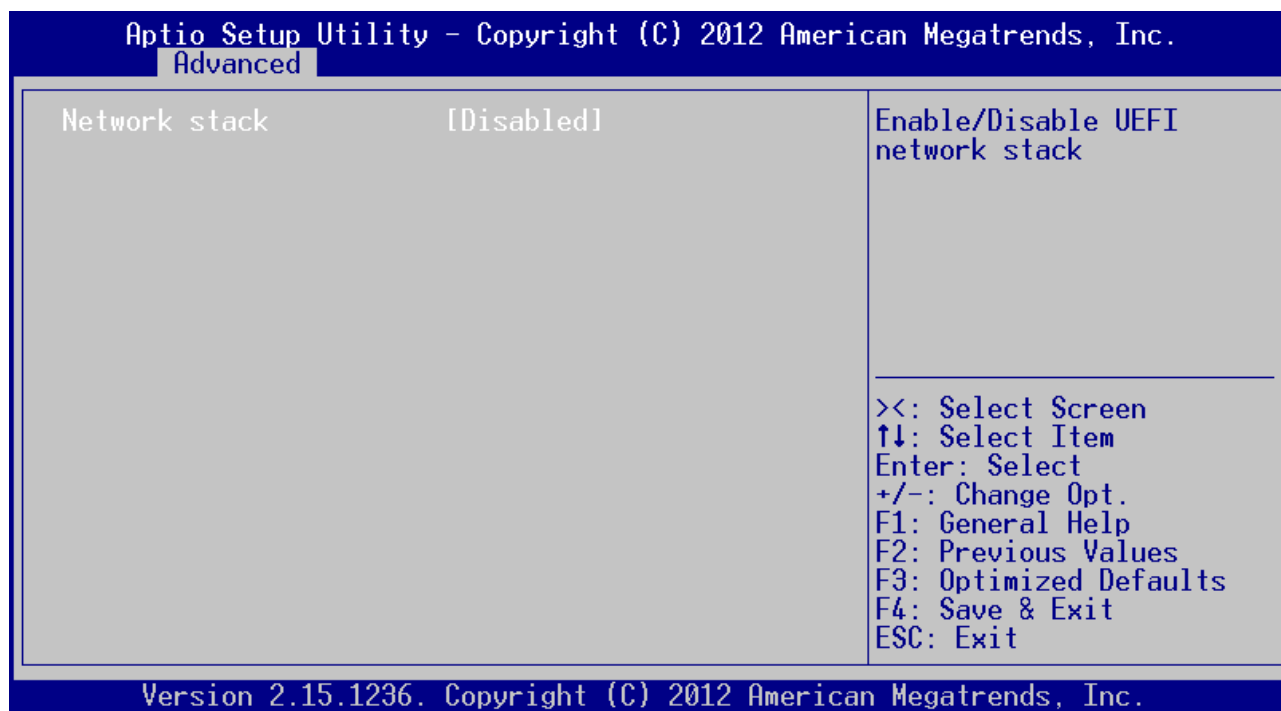 Aptio Setup Utility - Copyright (C) 2012 American Megatrends, Inc.
Advanced
Network stack [Disabled]
Enable/Disable UEFI
network stack
><: Select Screen
↑↓: Select Item
Enter: Select
+/-: Change Opt.
F1: General Help
F2: Previous Values
F3: Optimized Defaults
F4: Save & Exit
ESC: Exit
Version 2.15.1236. Copyright (C) 2012 American Megatrends, Inc.